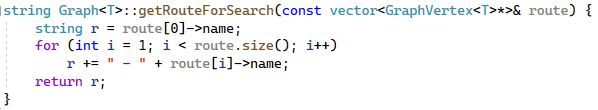 string Graph<T>::getRouteForSearch(const vector<GraphVertex<T>*>& route) {
    string r = route[0]->name;
    for (int i = 1; i < route.size(); i++)
        r += " - " + route[i]->name;
    return r;
}